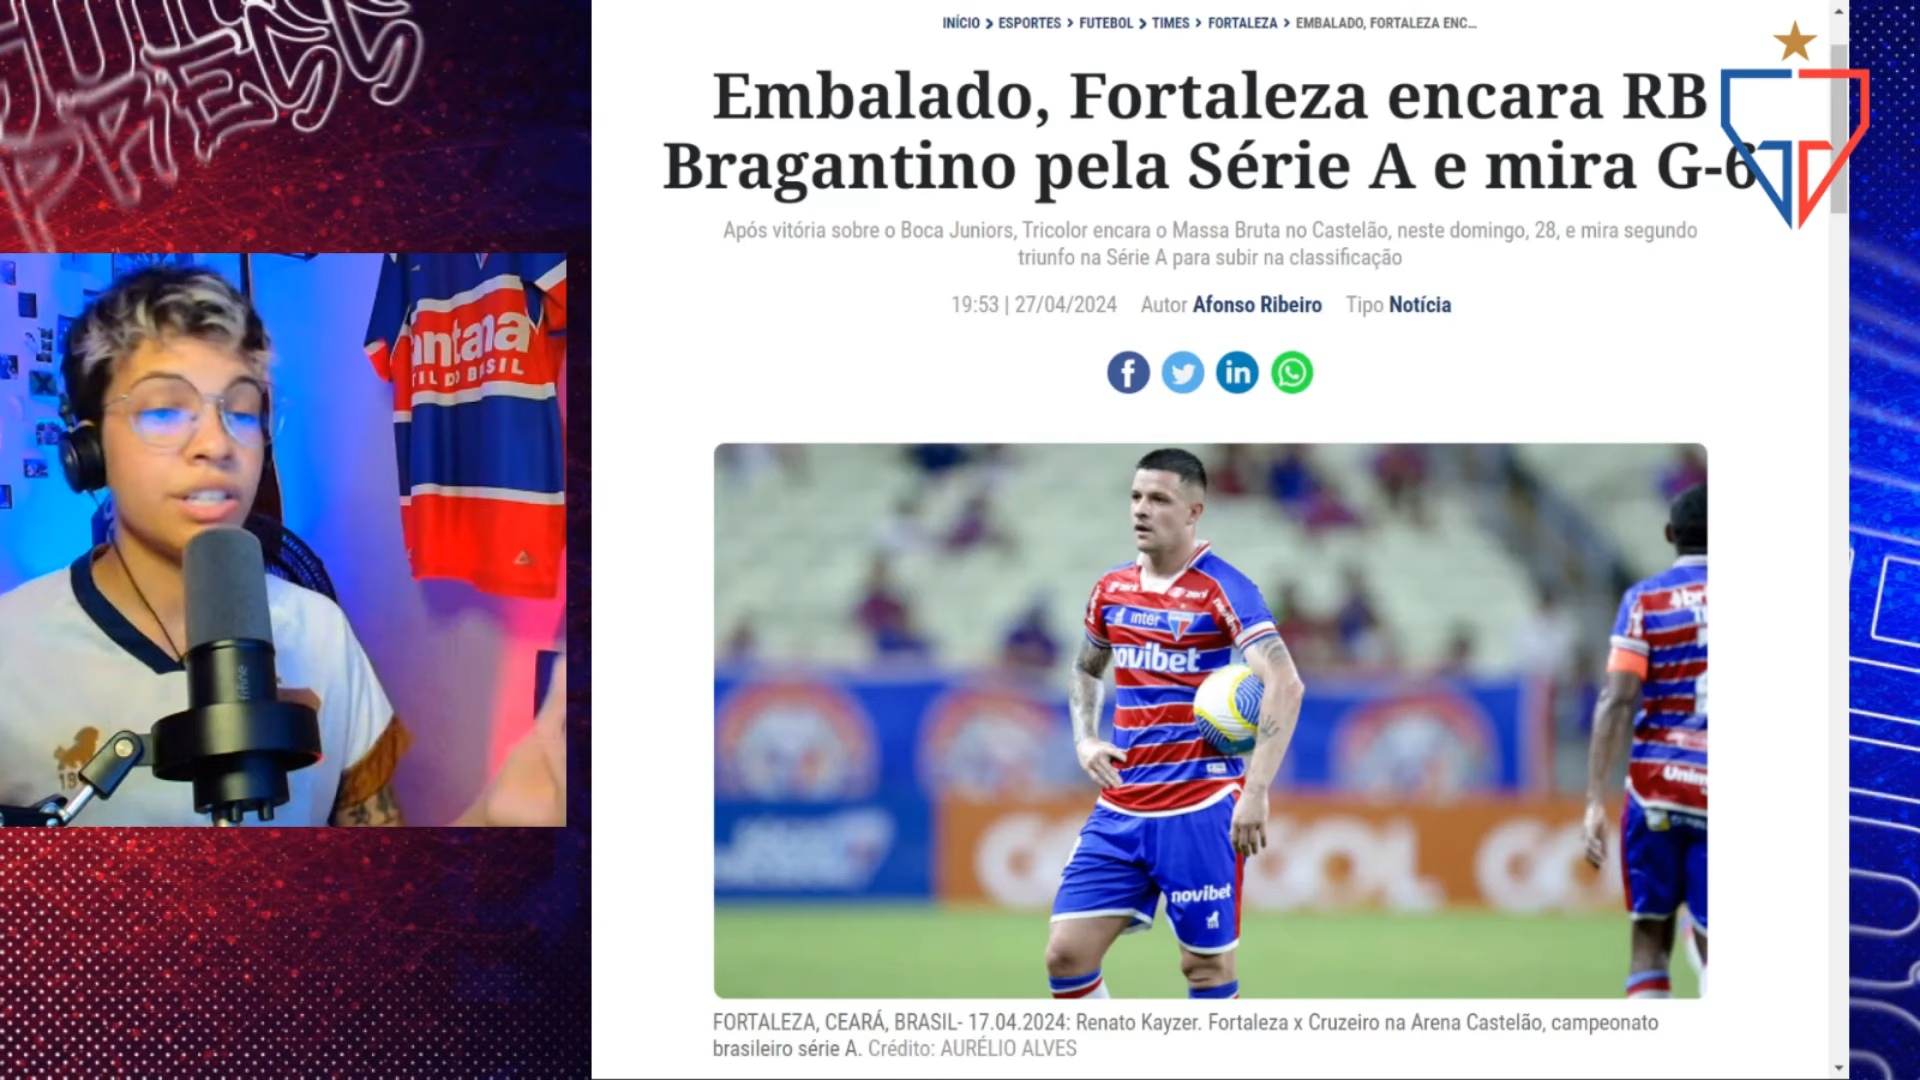 INÍCIO > ESPORTES > FUTEBOL > TIMES > FORTALEZA > EMBALADO, FORTALEZA ENC...
Embalado, Fortaleza encara RB
Bragantino pela Série A e mira G-6
Após vitória sobre o Boca Juniors, Tricolor encara o Massa Bruta no Castelão, neste domingo, 28, e mira segundo
triunfo na Série A para subir na classificação
19:53 | 27/04/2024 Autor Afonso Ribeiro Tipo Notícia
f in
inter
novibet
novibet
GOL
FORTALEZA, CEARÁ, BRASIL- 17.04.2024: Renato Kayzer. Fortaleza x Cruzeiro na Arena Castelão, campeonato
brasileiro série A. Crédito: AURÉLIO ALVES